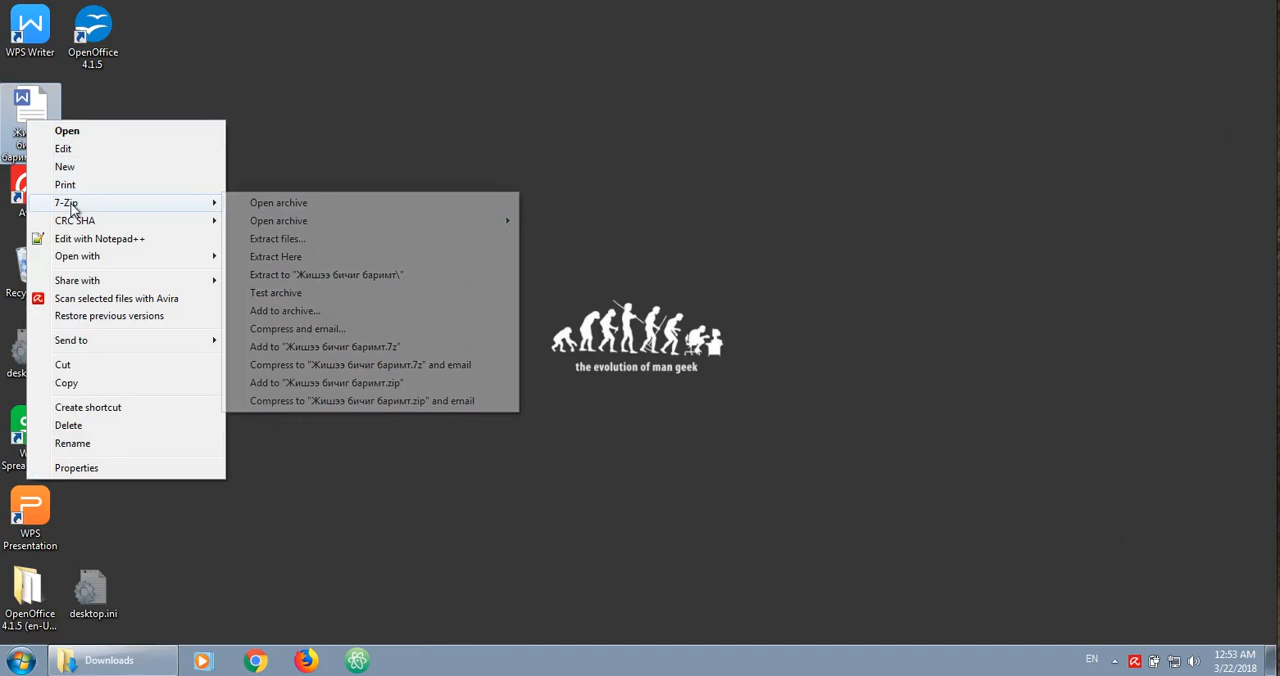 WPS Writer
OpenOffice
4.1.5
Open
Edit
New
Print
7-Zip
CRC SHA
Edit with Notepad++
Open with
Share with
Scan selected files with Avira
Restore previous versions
Send to
Cut
Copy
Create shortcut
Delete
Rename
Properties
Open archive
Open archive
Extract files...
Extract Here
Extract to "Жишээ бичиг баримт\"
Test archive
Add to archive...
Compress and email...
Add to "Жишээ бичиг баримт.7z"
Compress to "Жишээ бичиг баримт.7z" and email
Add to "Жишээ бичиг баримт.zip"
Compress to "Жишээ бичиг баримт.zip" and email
the evolution of man geek
WPS
Presentation
OpenOffice
4.1.5 (en-U...
desktop.ini
Downloads
EN
12:53 AM
3/22/2018